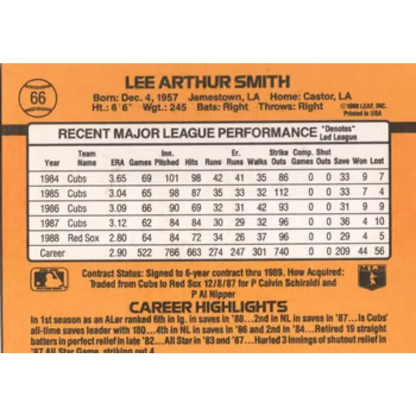 66
LEE ARTHUR SMITH
Born: Dec. 4, 1957 Jamestown, LA Home: Castor, LA
Ht.: 6'6" Wgt.: 245 Bats: Right Throws: Right
©1988 LEAF, INC.
Printed in USA
RECENT MAJOR LEAGUE PERFORMANCE *Denotes* Led League
Year Team Name ERA Games Inn. Pitched Hits Runs Er. Runs Walks Strike Outs Comp. Games Shut Outs Save Won Lost
1984 Cubs 3.65 69 101 98 42 41 35 86 0 0 33 9 7
1985 Cubs 3.04 65 98 87 35 33 32 112 0 0 33 7 4
1986 Cubs 3.09 66 90 69 32 31 42 93 0 0 31 9 9
1987 Cubs 3.12 62 84 84 30 29 32 96 0 0 36 4 10
1988 Red Sox 2.80 64 84 72 34 26 37 96 0 0 29 4 5
Career 2.90 522 766 663 274 247 301 740 0 0 209 44 56
Contract Status: Signed to 6-year contract thru 1989. How Acquired:
Traded from Cubs to Red Sox 12/8/87 for P Calvin Schiraldi and
P Al Nipper
CAREER HIGHLIGHTS
In 1st season as an ALer ranked 6th in lg. in saves in '88...2nd in NL in saves in '87...Is Cubs'
all-time saves leader with 180...4th in NL in saves in '86 and 2nd in '84...Retired 19 straight
batters in perfect relief in late '82...All Star in '83 and '87...Hurled 3 innings of shutout relief in
'87 All Star Game, striking out 4